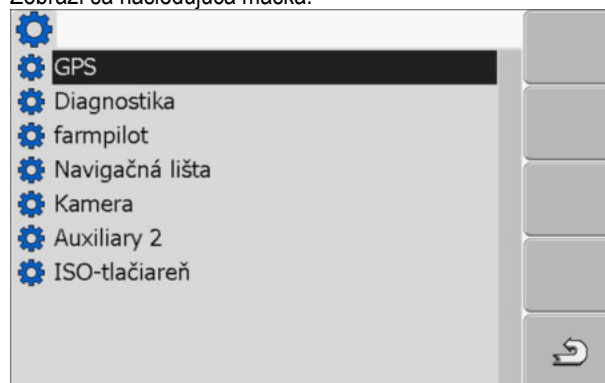 Zobrazí sa nasledujúca maska:
GPS
Diagnostika
farmpilot
Navigačná lišta
Kamera
Auxiliary 2
ISO-tlačiareň